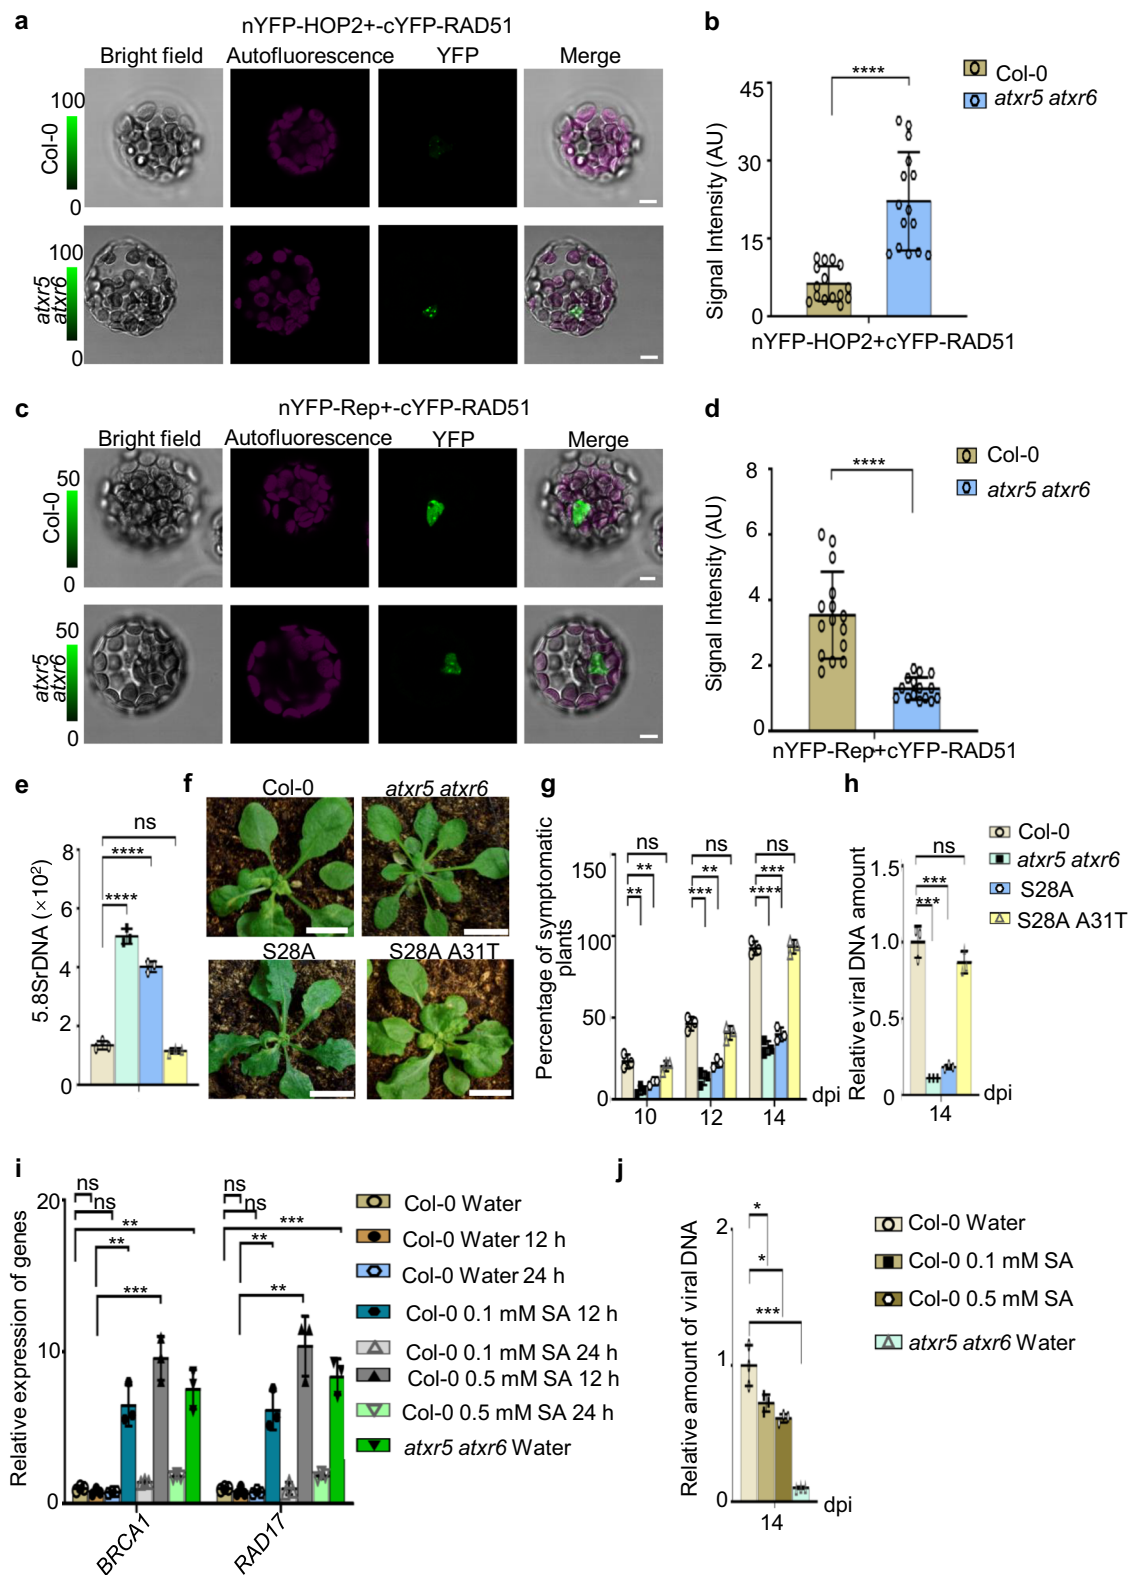 a
nYFP-HOP2+-cYFP-RAD51
Bright field Autofluorescence YFP Merge
100
Col-0
0
100
atxr5
atxr6
0
b
****
Col-0
atxr5 atxr6
Signal Intensity (AU)
45
30
15
0
nYFP-HOP2+cYFP-RAD51
c
nYFP-Rep+-cYFP-RAD51
Bright field Autofluorescence YFP Merge
50
Col-0
0
50
atxr5
atxr6
0
d
****
Col-0
atxr5 atxr6
Signal Intensity (AU)
8
6
4
2
0
nYFP-Rep+cYFP-RAD51
e
ns
****
****
5.8SrDNA (×10²)
8
6
4
2
0
f
Col-0 atxr5 atxr6
S28A S28A A31T
g
Percentage of symptomatic
plants
150
100
50
0
ns ns ns
** ** ***
** *** ****
10 12 14 dpi
h
Relative viral DNA amount
1.5
1.0
0.5
0
ns
***
***
14 dpi
Col-0
atxr5 atxr6
S28A
S28A A31T
i
Relative expression of genes
20
10
0
ns ns
ns ns
** ***
** **
*** **
BRCA1 RAD17
Col-0 Water
Col-0 Water 12 h
Col-0 Water 24 h
Col-0 0.1 mM SA 12 h
Col-0 0.1 mM SA 24 h
Col-0 0.5 mM SA 12 h
Col-0 0.5 mM SA 24 h
atxr5 atxr6 Water
j
Relative amount of viral DNA
2
1
0
*
*
***
14 dpi
Col-0 Water
Col-0 0.1 mM SA
Col-0 0.5 mM SA
atxr5 atxr6 Water